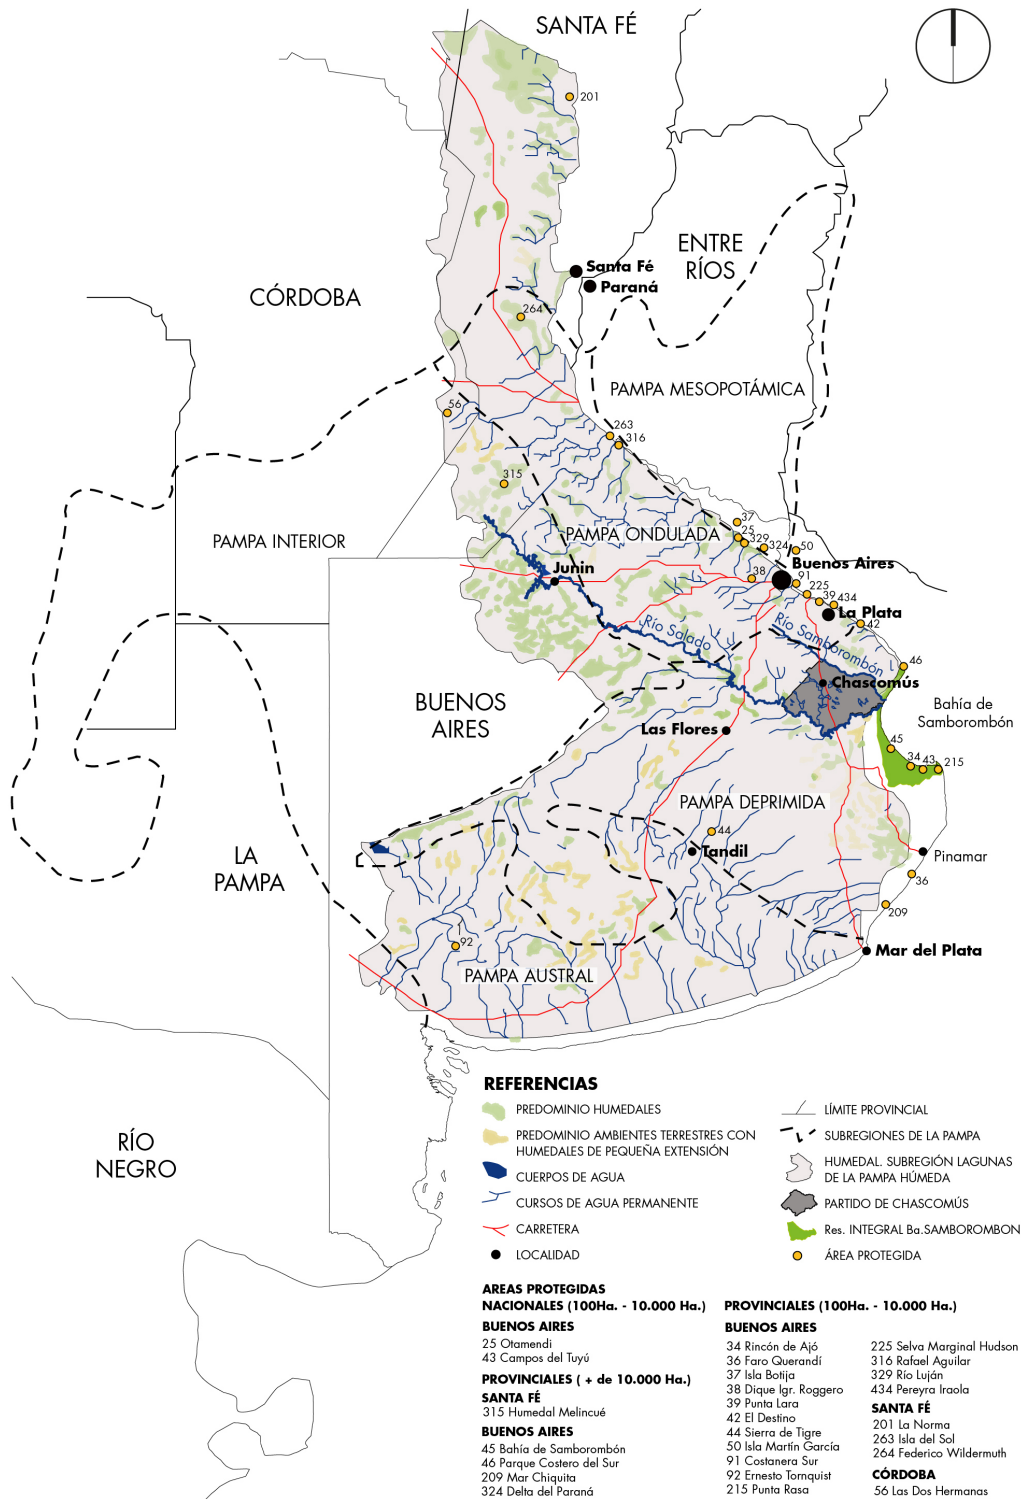 SANTA FÉ
201
ENTRE
RÍOS
Santa Fé
Paraná
CÓRDOBA
264
PAMPA MESOPOTÁMICA
56
263
316
315
37
PAMPA INTERIOR
PAMPA ONDULADA
25
329
324
50
Junin
Buenos Aires
38
91
225
39
434
La Plata
42
Río Salado
Río Samborombón
46
Chascomús
BUENOS
AIRES
Bahía de
Samborombón
Las Flores
45
34
43
215
PAMPA DEPRIMIDA
44
Tandil
Pinamar
LA
PAMPA
36
209
1
92
Mar del Plata
PAMPA AUSTRAL
RÍO
NEGRO
REFERENCIAS
PREDOMINIO HUMEDALES
PREDOMINIO AMBIENTES TERRESTRES CON
HUMEDALES DE PEQUEÑA EXTENSIÓN
CUERPOS DE AGUA
CURSOS DE AGUA PERMANENTE
CARRETERA
LOCALIDAD
LÍMITE PROVINCIAL
SUBREGIONES DE LA PAMPA
HUMEDAL. SUBREGIÓN LAGUNAS
DE LA PAMPA HÚMEDA
PARTIDO DE CHASCOMÚS
Res. INTEGRAL Ba.SAMBOROMBON
ÁREA PROTEGIDA
AREAS PROTEGIDAS
NACIONALES (100Ha. - 10.000 Ha.)
BUENOS AIRES
25 Otamendi
43 Campos del Tuyú
PROVINCIALES ( + de 10.000 Ha.)
SANTA FÉ
315 Humedal Melincué
BUENOS AIRES
45 Bahía de Samborombón
46 Parque Costero del Sur
209 Mar Chiquita
324 Delta del Paraná
PROVINCIALES (100Ha. - 10.000 Ha.)
BUENOS AIRES
34 Rincón de Ajó
36 Faro Querandí
37 Isla Botija
38 Dique Igr. Roggero
39 Punta Lara
42 El Destino
44 Sierra de Tigre
50 Isla Martín García
91 Costanera Sur
92 Ernesto Tornquist
215 Punta Rasa
225 Selva Marginal Hudson
316 Rafael Aguilar
329 Río Luján
434 Pereyra Iraola
SANTA FÉ
201 La Norma
263 Isla del Sol
264 Federico Wildermuth
CÓRDOBA
56 Las Dos Hermanas